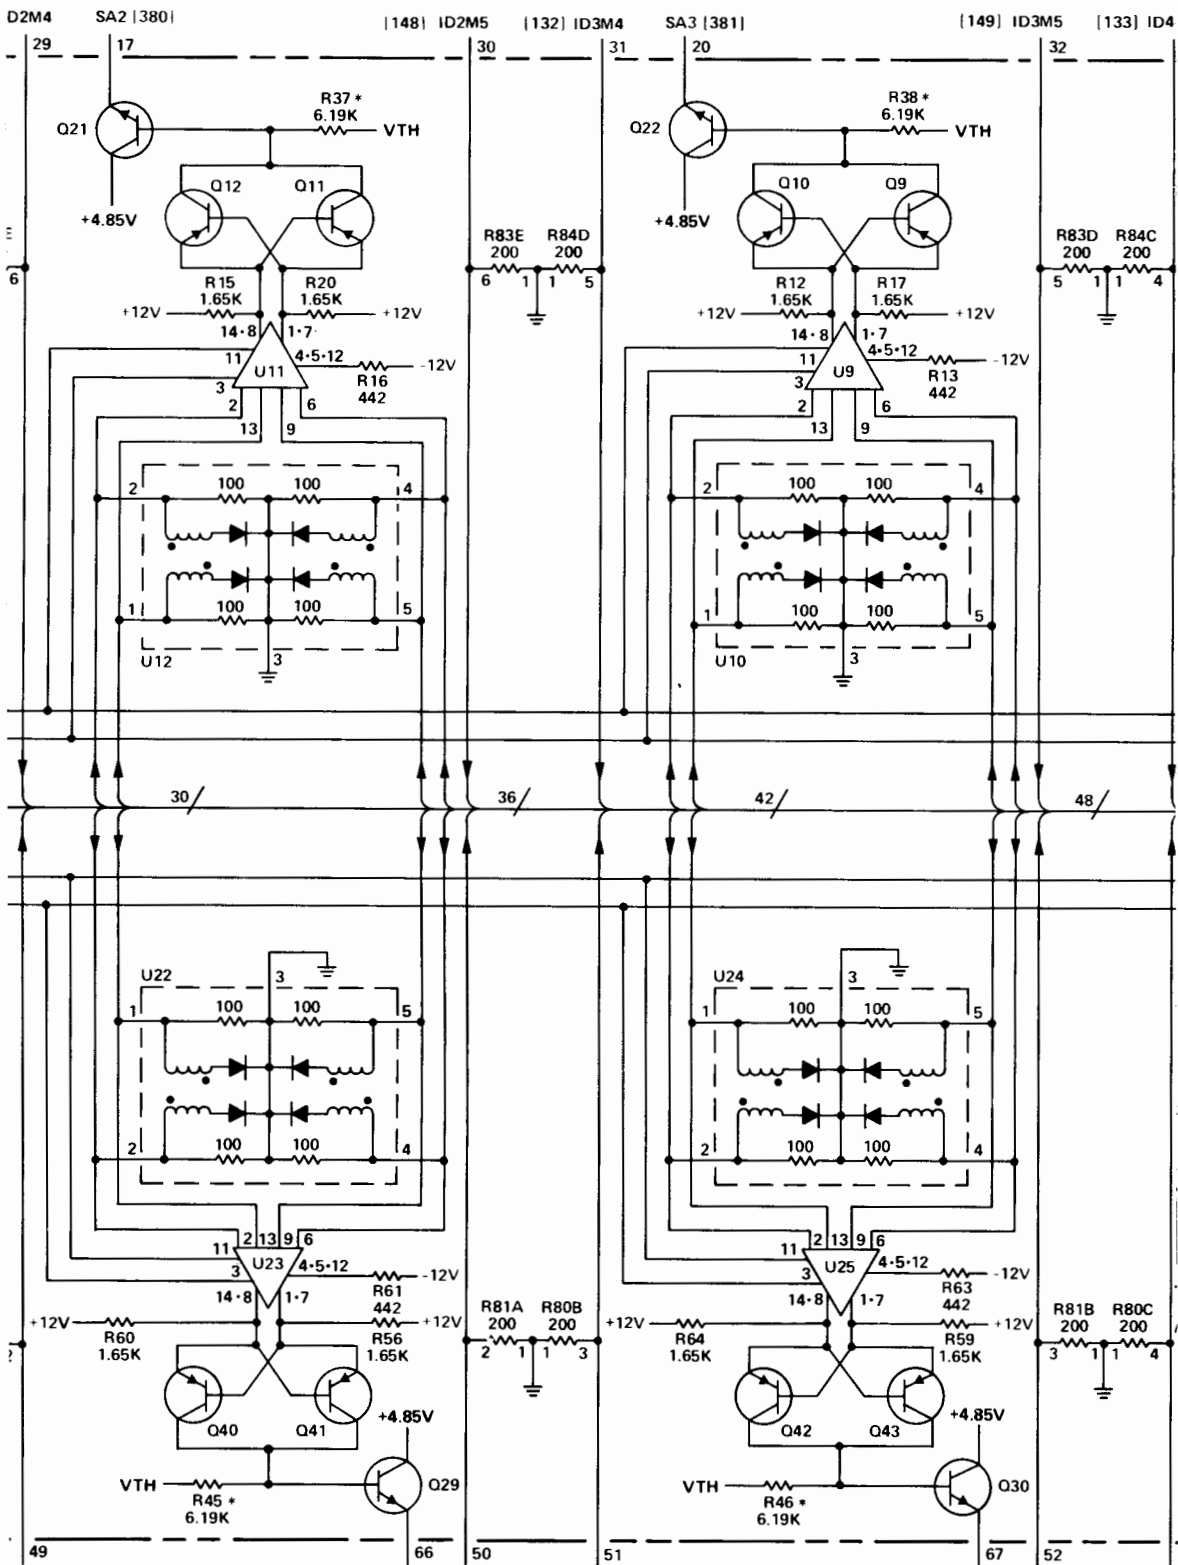 D2M4 SA2 [380] [148] ID2M5 [132] ID3M4 SA3 [381] [149] ID3M5 [133] ID4
29 17 30 31 20 32
Q21 R37 * 6.19K VTH Q22 R38 * 6.19K VTH
Q12 Q11 Q10 Q9
+4.85V +4.85V
R83E 200 R84D 200 R83D 200 R84C 200
6 6 1 1 5 5 1 1 4
R15 1.65K R20 1.65K R12 1.65K R17 1.65K
+12V +12V +12V +12V
14·8 1·7 14·8 1·7
11 4·5·12 -12V 11 4·5·12 -12V
U11 R16 442 U9 R13 442
3 3
2 6 2 6
13 9 13 9
2 100 100 4 2 100 100 4
1 100 100 5 1 100 100 5
U12 3 U10 3
30 36 42 48
U22 3 U24 3
1 100 100 5 1 100 100 5
2 100 100 4 2 100 100 4
2 13 9 6 2 13 9 6
11 U23 4·5·12 -12V 11 U25 4·5·12 -12V
3 R61 442 3 R63 442
14·8 1·7 14·8 1·7
+12V R60 1.65K R56 1.65K +12V +12V R64 1.65K R59 1.65K +12V
R81A 200 R80B 200 R81B 200 R80C 200
2 1 1 3 3 1 1 4
Q40 Q41 +4.85V Q42 Q43 +4.85V
VTH R45 * 6.19K Q29 VTH R46 * 6.19K Q30
49 66 50 51 67 52